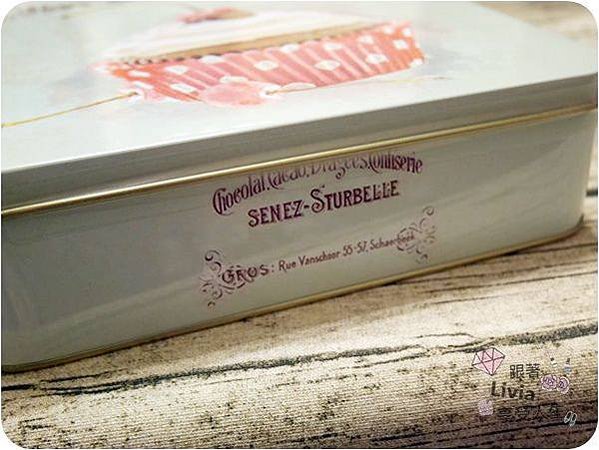 Chocolat, Cacao, Dragées, Confiserie
SENEZ-STURBELLE
GROS: Rue Vanschoor 55-57, Schaerbeek
跟著
Livia